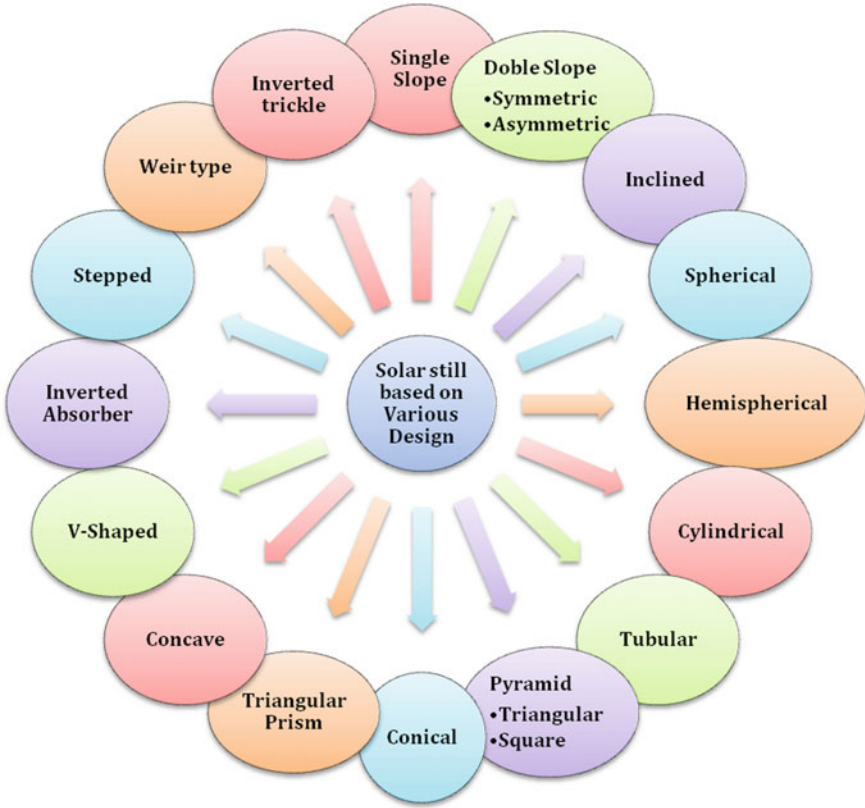 Single
Slope
Doble Slope
•Symmetric
•Asymmetric
Inclined
Spherical
Hemispherical
Cylindrical
Tubular
Pyramid
•Triangular
•Square
Conical
Triangular
Prism
Concave
V-Shaped
Inverted
Absorber
Stepped
Weir type
Inverted
trickle
Solar still
based on
Various
Design